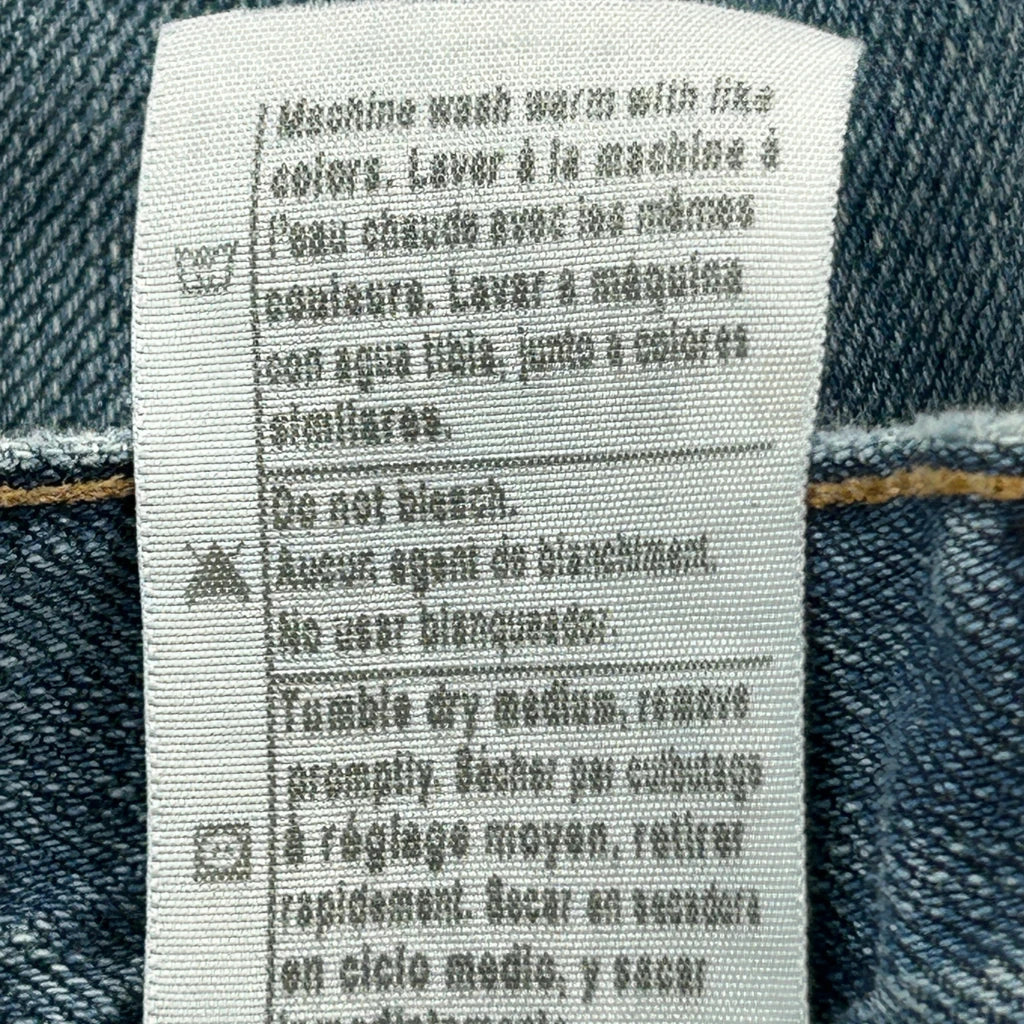 Machine wash warm with like
colors. Laver à la machine à
l'eau chaude avec les mêmes
couleurs. Lavar a máquina
con agua tibia, junto a colores
similares.
Do not bleach.
Aucun agent de blanchiment.
No usar blanqueador.
Tumble dry medium, remove
promptly. Sécher par culbutage
à réglage moyen, retirer
rapidement. Secar en secadora
en ciclo medio, y sacar